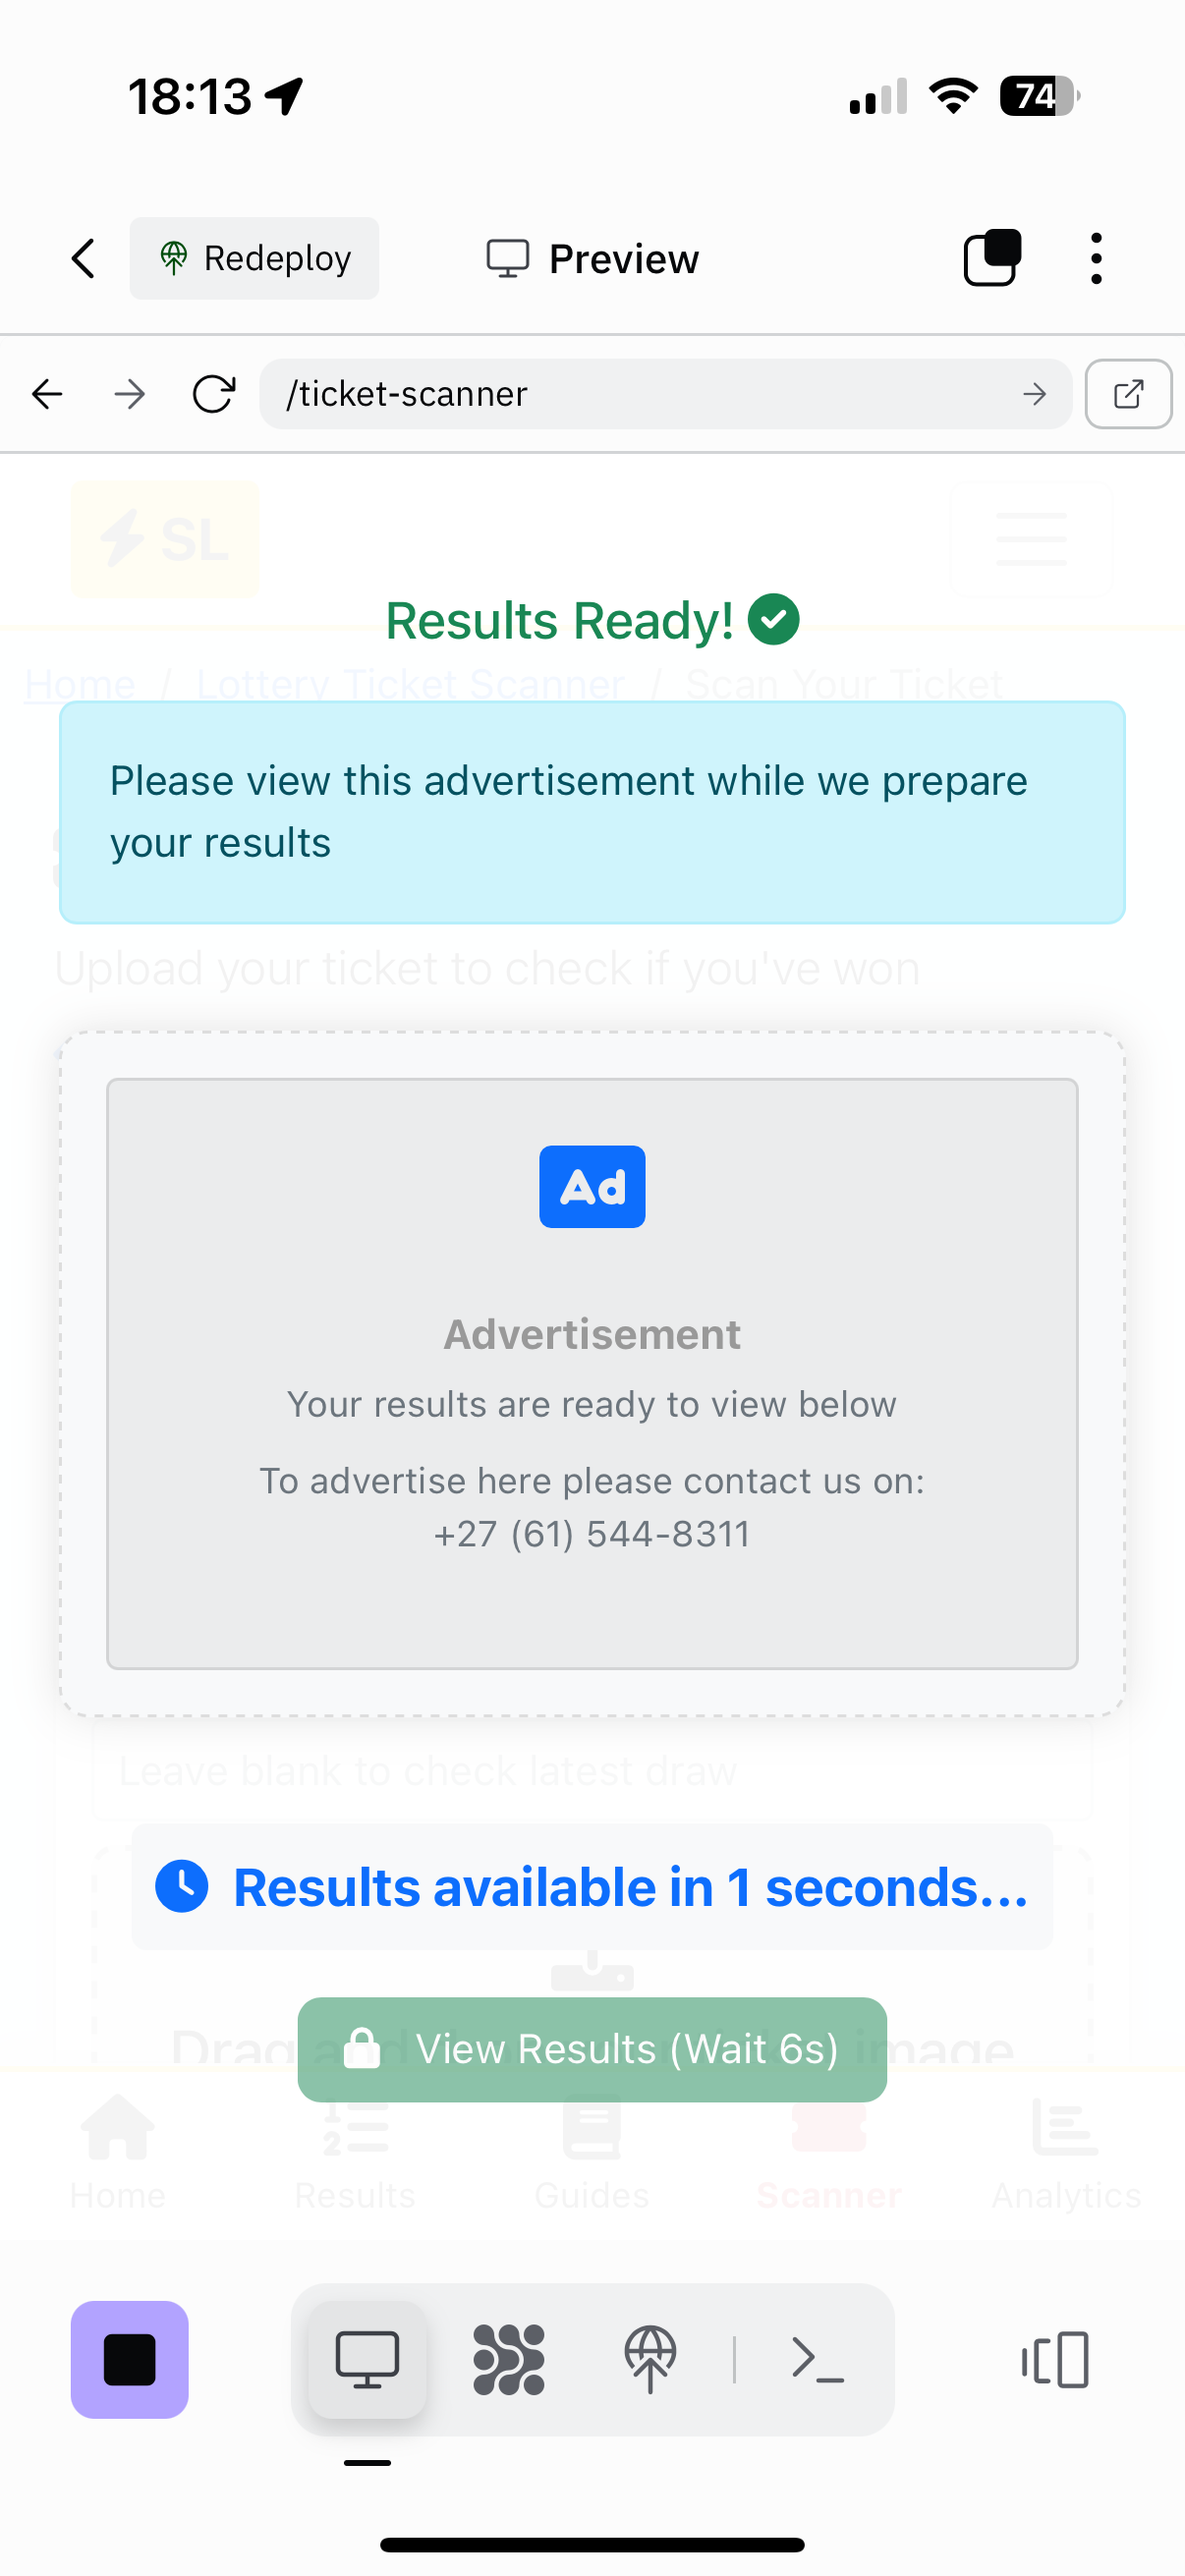 18:13
74
Redeploy
Preview
/ticket-scanner
SL
Results Ready!
Home / Lottery Ticket Scanner / Scan Your Ticket
Please view this advertisement while we prepare
your results
Upload your ticket to check if you've won
Ad
Advertisement
Your results are ready to view below
To advertise here please contact us on:
+27 (61) 544-8311
Leave blank to check latest draw
Results available in 1 seconds...
View Results (Wait 6s)
Drag and image
Home
Results
Guides
Scanner
Analytics